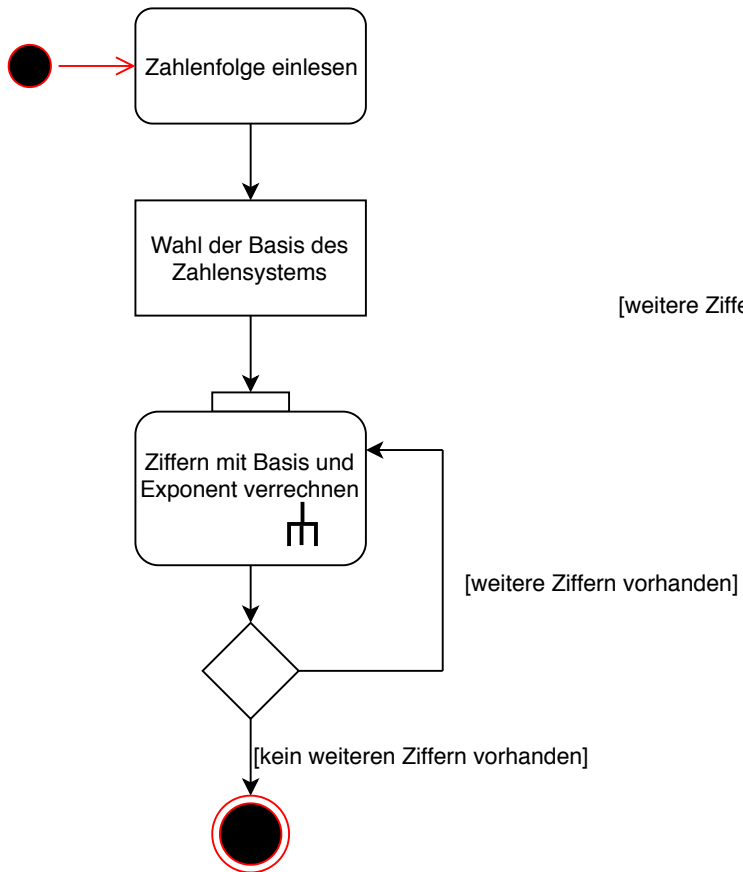 Zahlenfolge einlesen
Wahl der Basis des
Zahlensystems
[weitere Ziffe
Ziffern mit Basis und
Exponent verrechnen
[weitere Ziffern vorhanden]
[kein weiteren Ziffern vorhanden]